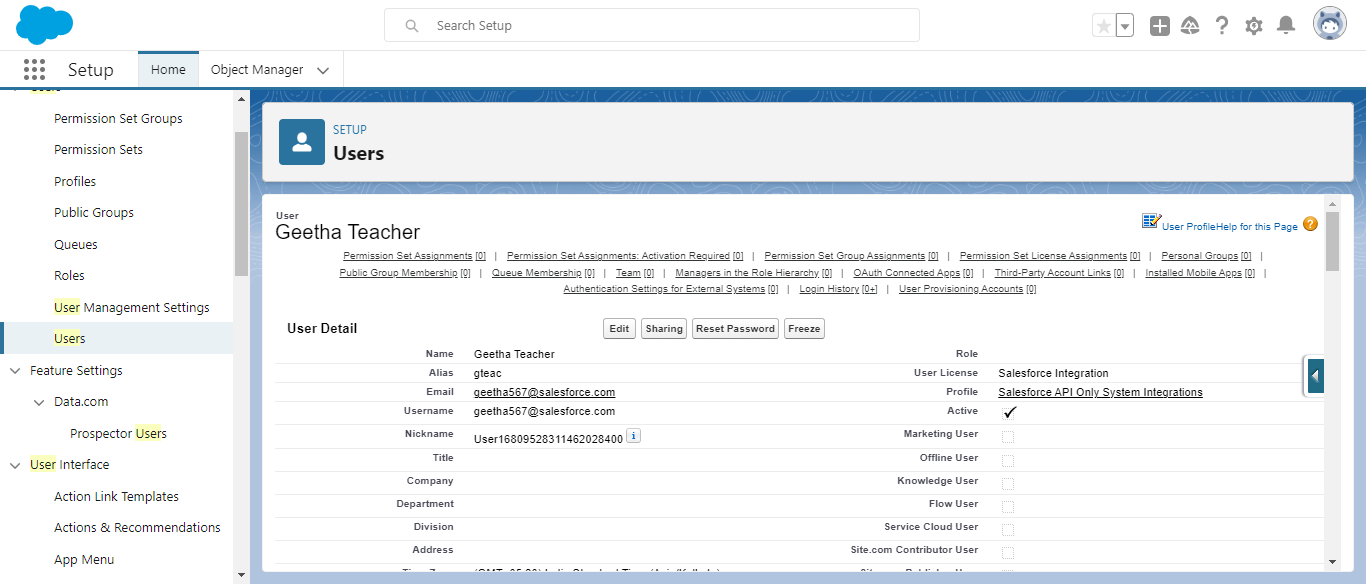 Search Setup
Setup
Home
Object Manager
Permission Set Groups
Permission Sets
Profiles
Public Groups
Queues
Roles
User Management Settings
Users
Feature Settings
Data.com
Prospector Users
User Interface
Action Link Templates
Actions & Recommendations
App Menu
SETUP
Users
User
Geetha Teacher
User Profile Help for this Page ?
Permission Set Assignments [0] | Permission Set Assignments: Activation Required [0] | Permission Set Group Assignments [0] | Permission Set License Assignments [0] | Personal Groups [0] |
Public Group Membership [0] | Queue Membership [0] | Team [0] | Managers in the Role Hierarchy [0] | OAuth Connected Apps [0] | Third-Party Account Links [0] | Installed Mobile Apps [0] |
Authentication Settings for External Systems [0] | Login History [0+] | User Provisioning Accounts [0]
User Detail
Edit Sharing Reset Password Freeze
Name Geetha Teacher Role
Alias gteac User License Salesforce Integration
Email geetha567@salesforce.com Profile Salesforce API Only System Integrations
Username geetha567@salesforce.com Active
Nickname User16809528311462028400 i Marketing User
Title Offline User
Company Knowledge User
Department Flow User
Division Service Cloud User
Address Site.com Contributor User